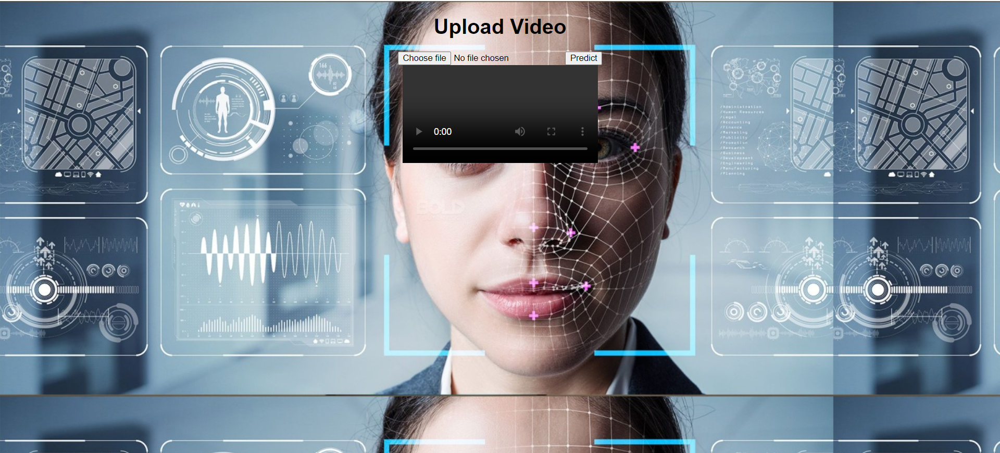 Upload Video
Choose file No file chosen Predict
0:00
166
/Administration
/Human Resources
/Legal
/Accounting
/Finance
/Marketing
/Publicity
/Promotion
/Research
/Business
/Development
/Engineering
/Manufacturing
/Planning